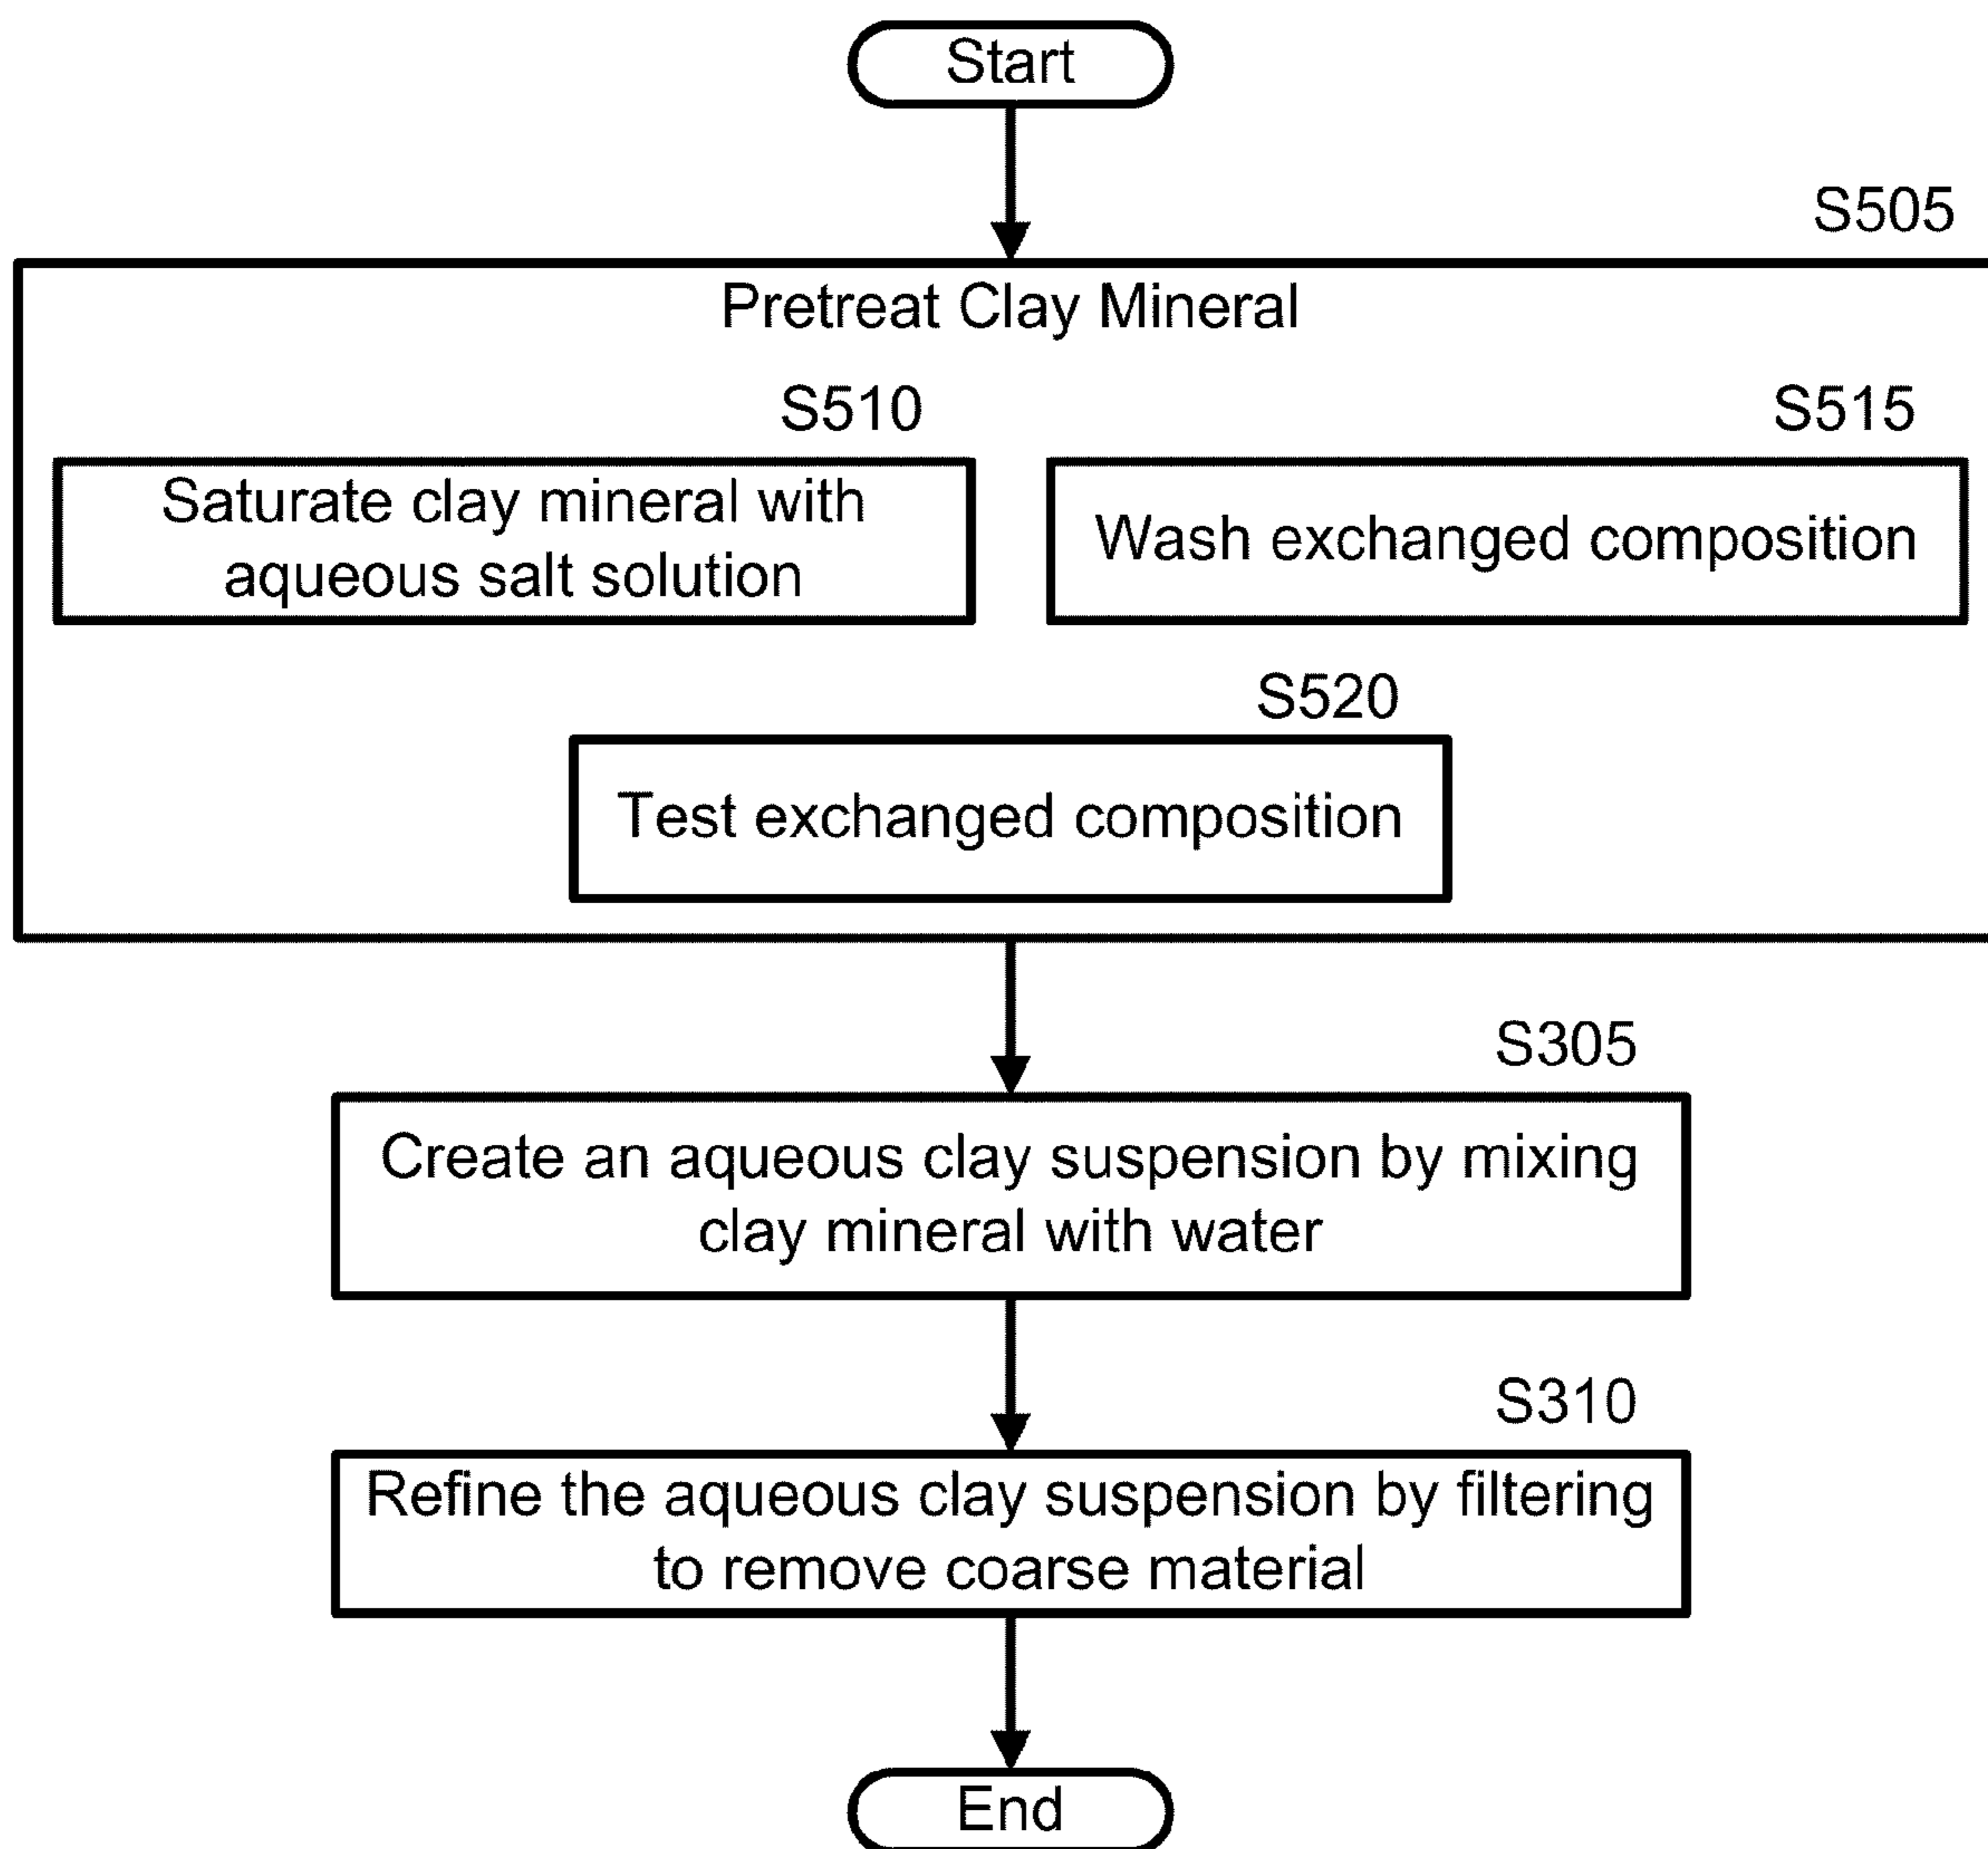 Start
S505
Pretreat Clay Mineral
S510
Saturate clay mineral with
aqueous salt solution
S515
Wash exchanged composition
S520
Test exchanged composition
S305
Create an aqueous clay suspension by mixing
clay mineral with water
S310
Refine the aqueous clay suspension by filtering
to remove coarse material
End